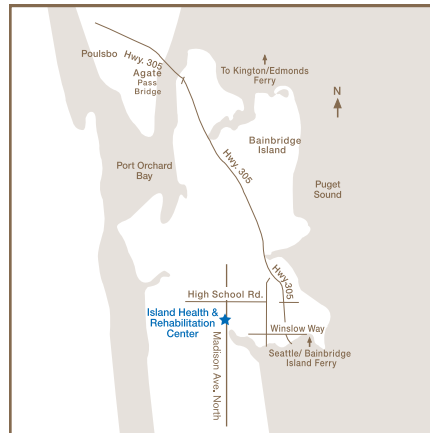 Poulsbo
Hwy. 305
Agate
Pass
Bridge
To Kington/Edmonds
Ferry
N
Bainbridge
Island
Hwy. 305
Port Orchard
Bay
Puget
Sound
Hwy.305
High School Rd.
Island Health &
Rehabilitation
Center
Winslow Way
Madison Ave. North
Seattle/ Bainbridge
Island Ferry